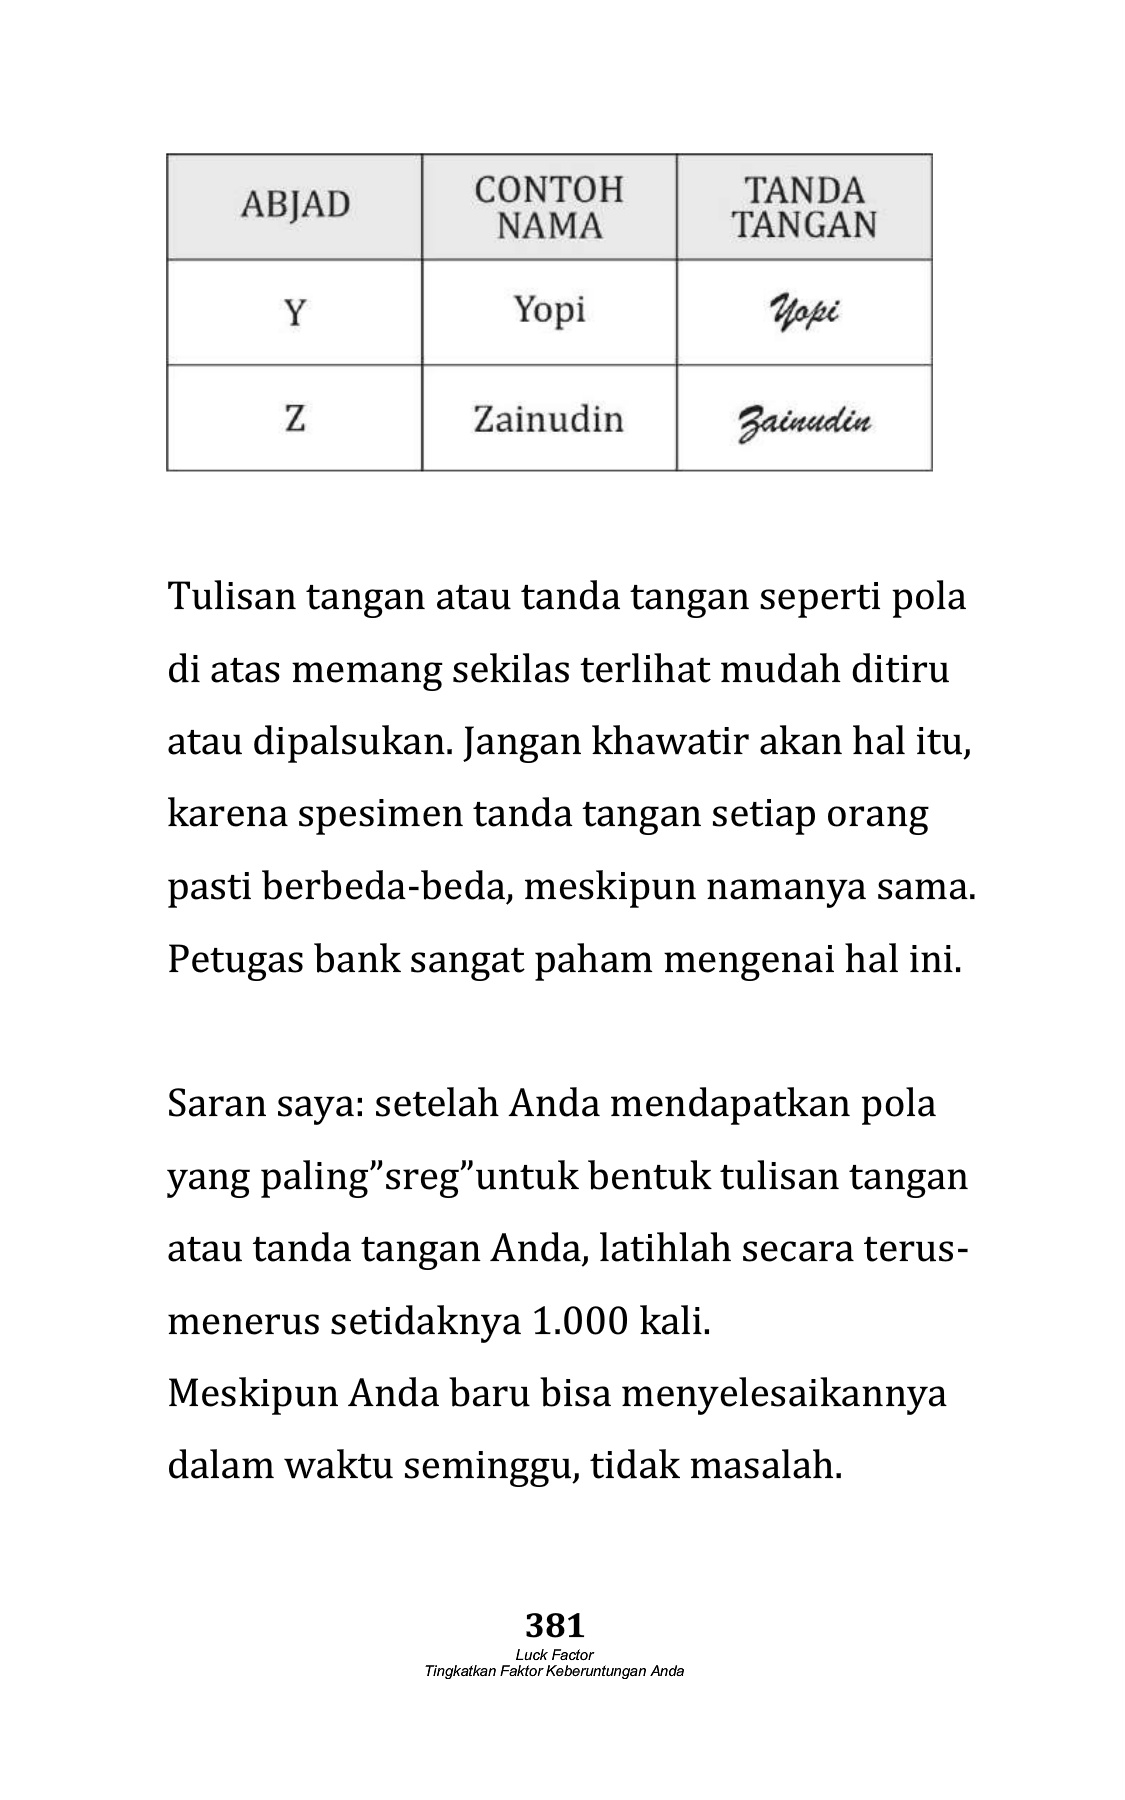 ABJAD CONTOH NAMA TANDA TANGAN
Y Yopi Yopi
Z Zainudin Zainudin
Tulisan tangan atau tanda tangan seperti pola
di atas memang sekilas terlihat mudah ditiru
atau dipalsukan. Jangan khawatir akan hal itu,
karena spesimen tanda tangan setiap orang
pasti berbeda-beda, meskipun namanya sama.
Petugas bank sangat paham mengenai hal ini.
Saran saya: setelah Anda mendapatkan pola
yang paling”sreg”untuk bentuk tulisan tangan
atau tanda tangan Anda, latihlah secara terus-
menerus setidaknya 1.000 kali.
Meskipun Anda baru bisa menyelesaikannya
dalam waktu seminggu, tidak masalah.
381
Luck Factor
Tingkatkan Faktor Keberuntungan Anda